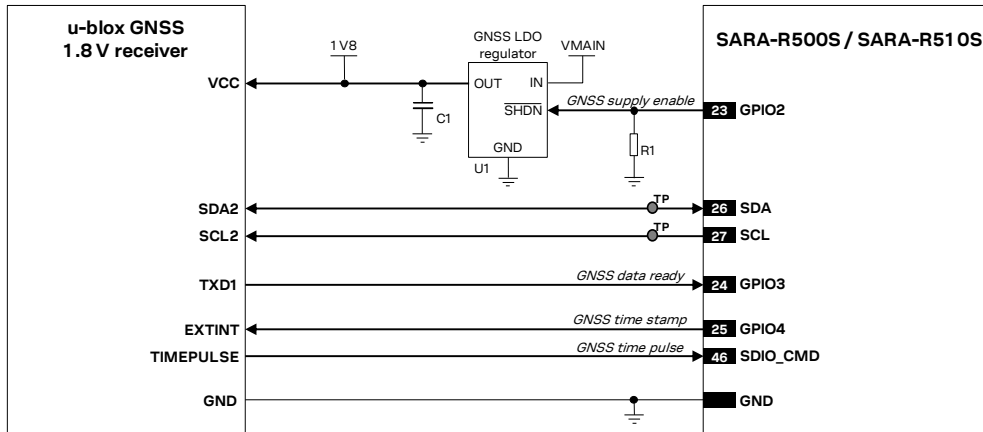 u-blox GNSS
1.8 V receiver
1V8
GNSS LDO
regulator
VMAIN
SARA-R500S / SARA-R510S
VCC
OUT
IN
C1
SHDN
GNSS supply enable
23
GPIO2
GND
R1
U1
TP
SDA2
26
SDA
TP
SCL2
27
SCL
TXD1
GNSS data ready
24
GPIO3
EXTINT
GNSS time stamp
25
GPIO4
TIMEPULSE
GNSS time pulse
46
SDIO_CMD
GND
GND